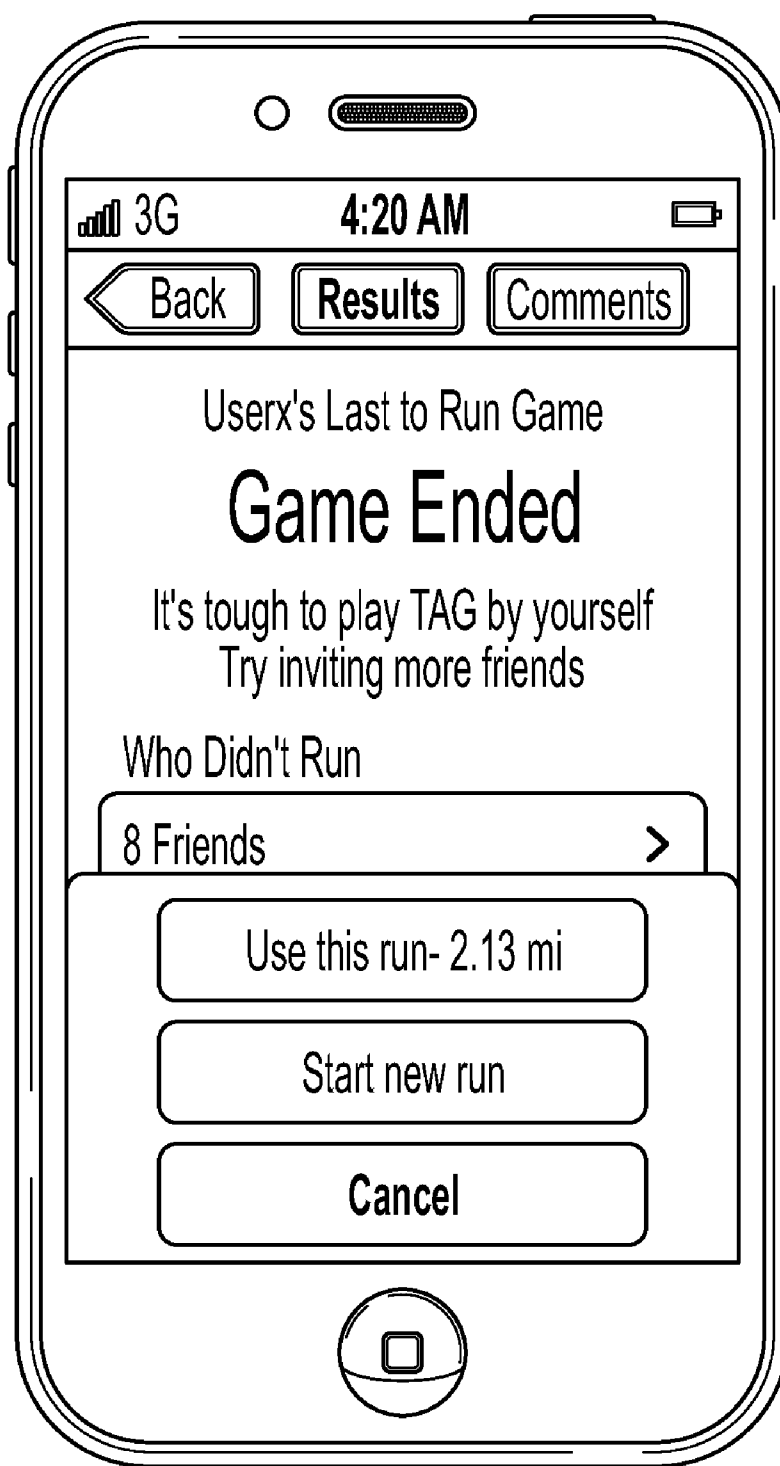 3G 4:20 AM
Back Results Comments
Userx's Last to Run Game
Game Ended
It's tough to play TAG by yourself
Try inviting more friends
Who Didn't Run
8 Friends >
Use this run- 2.13 mi
Start new run
Cancel